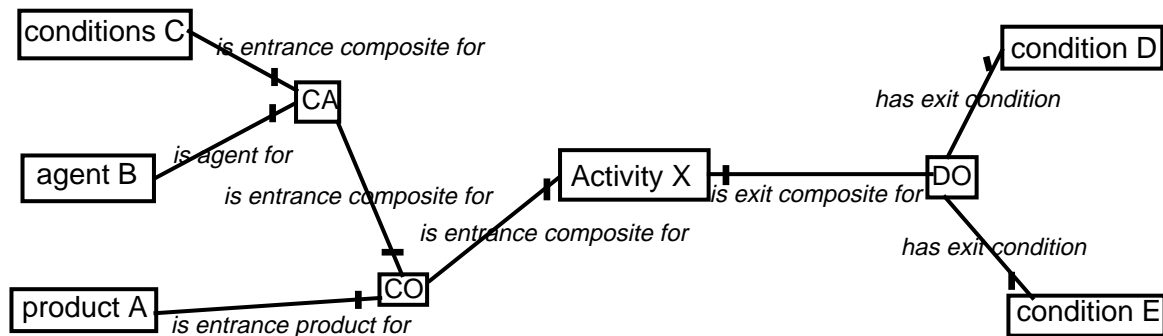 conditions C
is entrance composite for
condition D
CA
has exit condition
is agent for
agent B
Activity X
DO
is entrance composite for
is exit composite for
is entrance composite for
has exit condition
CO
product A
is entrance product for
condition E